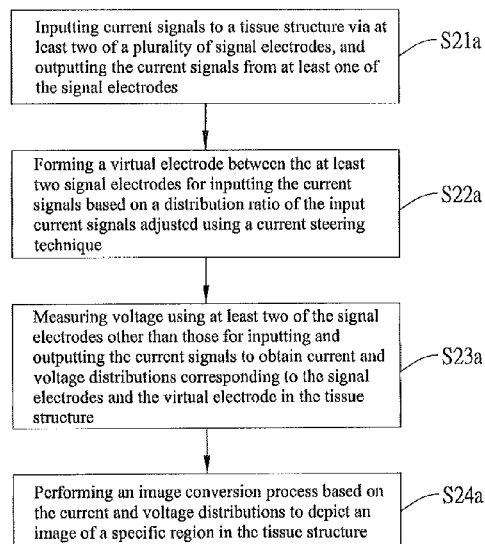 Inputting current signals to a tissue structure via at
least two of a plurality of signal electrodes, and
outputting the current signals from at least one of
the signal electrodes
S21a
Forming a virtual electrode between the at least
two signal electrodes for inputting the current
signals based on a distribution ratio of the input
current signals adjusted using a current steering
technique
S22a
Measuring voltage using at least two of the signal
electrodes other than those for inputting and
outputting the current signals to obtain current and
voltage distributions corresponding to the signal
electrodes and the virtual electrode in the tissue
structure
S23a
Performing an image conversion process based on
the current and voltage distributions to depict an
image of a specific region in the tissue structure
S24a